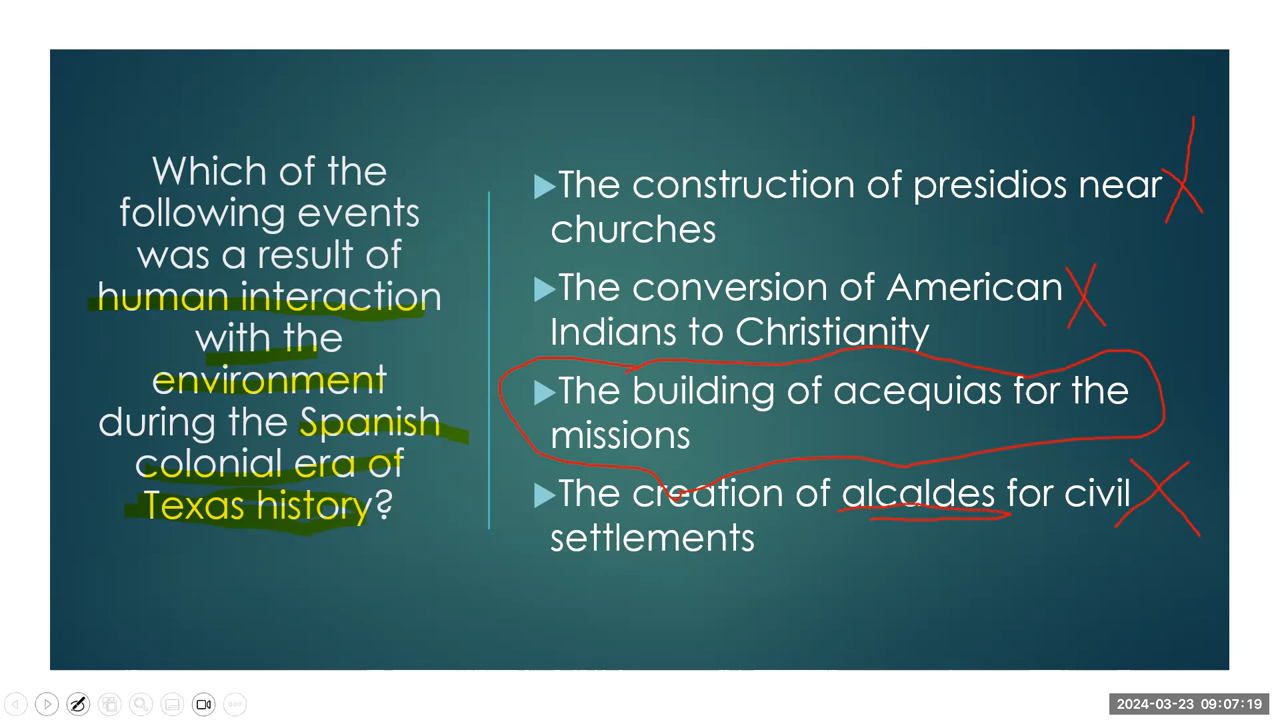 Which of the
following events
was a result of
human interaction
with the
environment
during the Spanish
colonial era of
Texas history?
The construction of presidios near
churches
The conversion of American
Indians to Christianity
The building of acequias for the
missions
The creation of alcaldes for civil
settlements
2024-03-23 09:07:19